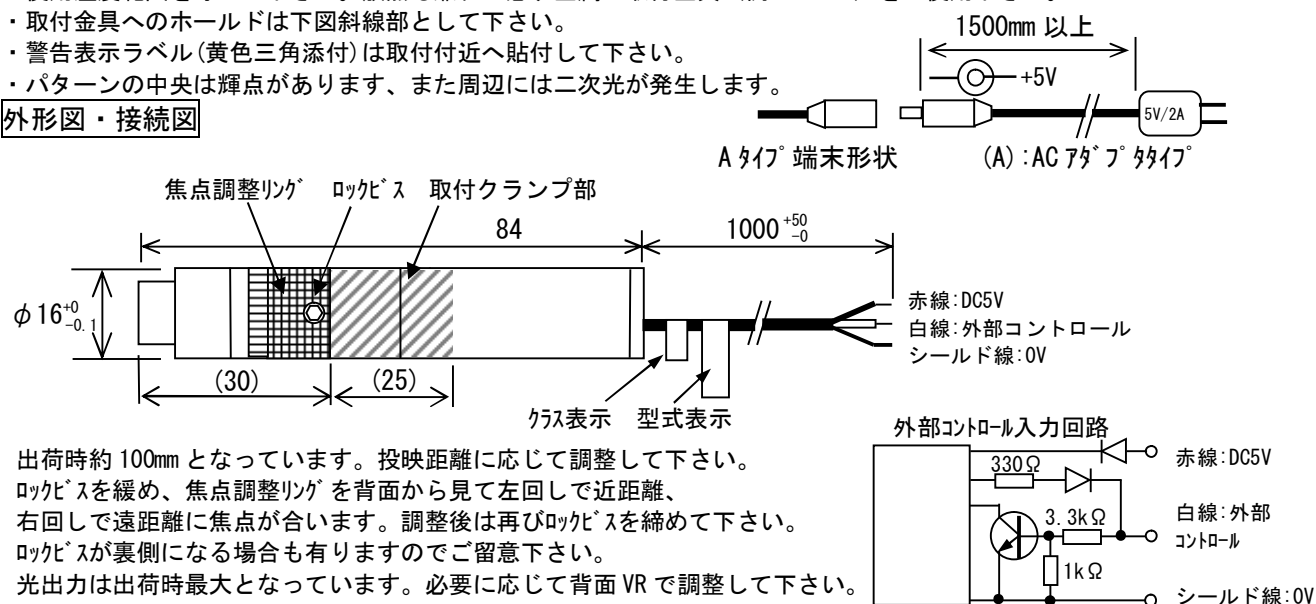 ・取付金具へのホールドは下図斜線部として下さい。
・警告表示ラベル(黄色三角添付)は取付付近へ貼付して下さい。
・パターンの中央は輝点があります、また周辺には二次光が発生します。
1500mm 以上
+5V
5V/2A
外形図・接続図
Aﾀｲﾌﾟ端末形状
(A):ACｱﾀﾞﾌﾟﾀﾀｲﾌﾟ
焦点調整ﾘﾝｸﾞ ﾛｯｸﾋﾞｽ 取付クランプ部
84
1000 +50 -0
φ16 +0 -0.1
赤線:DC5V
白線:外部コントロール
シールド線:0V
(30)
(25)
ｸﾗｽ表示 型式表示
出荷時約 100mm となっています。投映距離に応じて調整して下さい。
ﾛｯｸﾋﾞｽを緩め、焦点調整ﾘﾝｸﾞを背面から見て左回しで近距離、
右回しで遠距離に焦点が合います。調整後は再びﾛｯｸﾋﾞｽを締めて下さい。
ﾛｯｸﾋﾞｽが裏側になる場合も有りますのでご留意下さい。
光出力は出荷時最大となっています。必要に応じて背面 VR で調整して下さい。
外部ｺﾝﾄﾛｰﾙ入力回路
赤線:DC5V
330Ω
3.3kΩ
白線:外部
ｺﾝﾄﾛｰﾙ
1kΩ
シールド線:0V